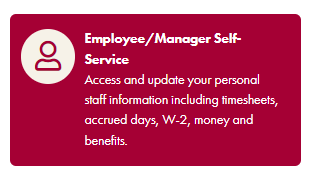 Employee/Manager Self-
Service
Access and update your personal
staff information including timesheets,
accrued days, W-2, money and
benefits.